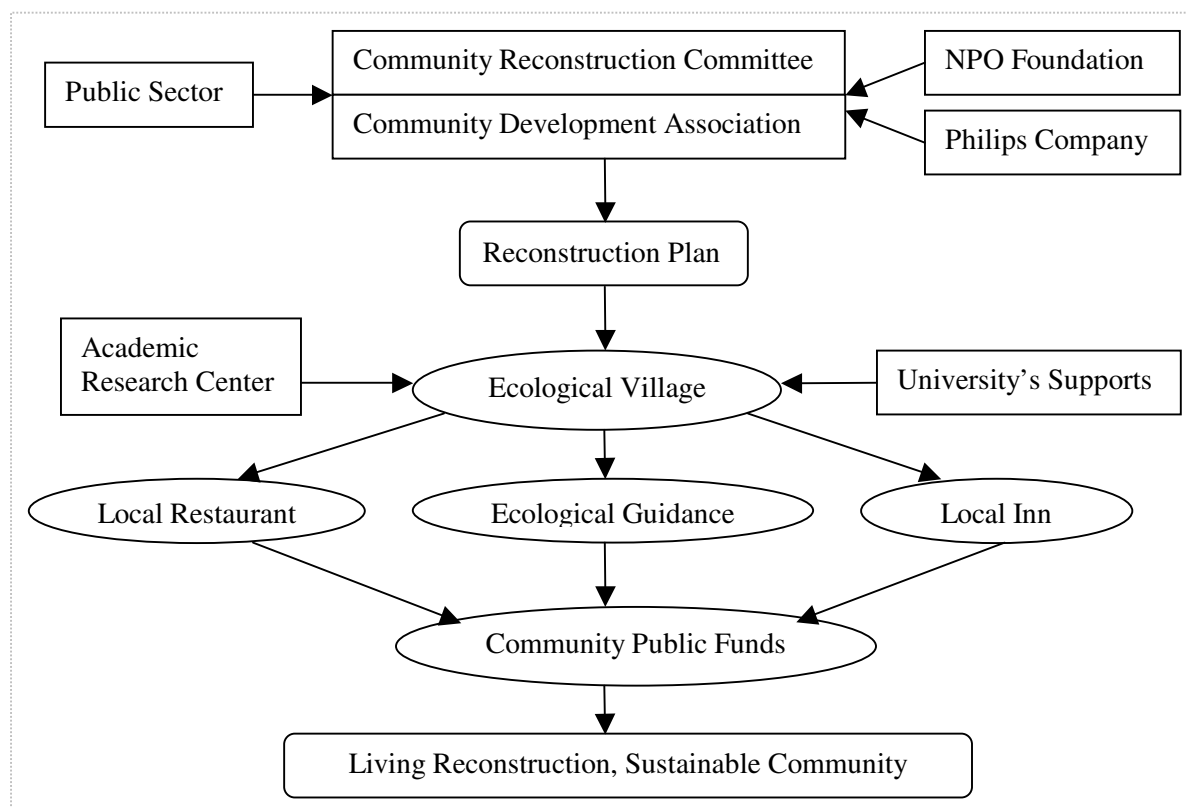 Community Reconstruction Committee
NPO Foundation
Public Sector
Community Development Association
Philips Company
Reconstruction Plan
Academic
Research Center
Ecological Village
University’s Supports
Local Restaurant
Ecological Guidance
Local Inn
Community Public Funds
Living Reconstruction, Sustainable Community